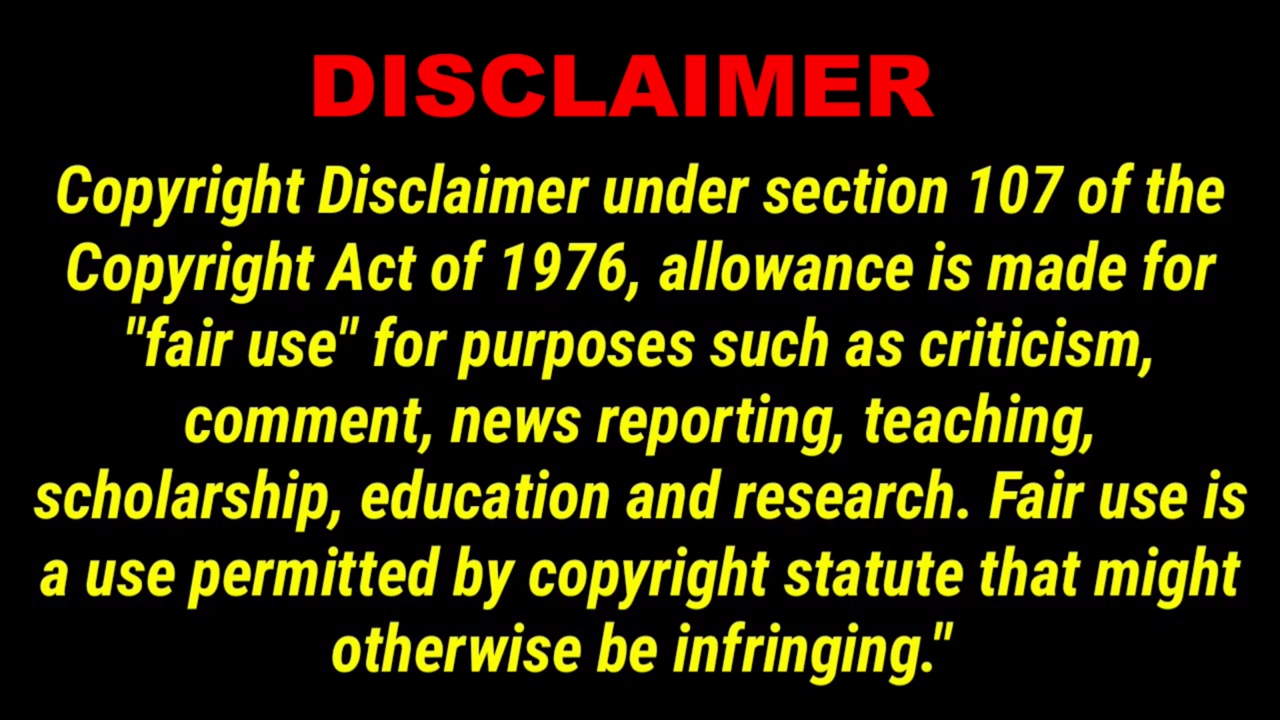 DISCLAIMER
Copyright Disclaimer under section 107 of the
Copyright Act of 1976, allowance is made for
"fair use" for purposes such as criticism,
comment, news reporting, teaching,
scholarship, education and research. Fair use is
a use permitted by copyright statute that might
otherwise be infringing."